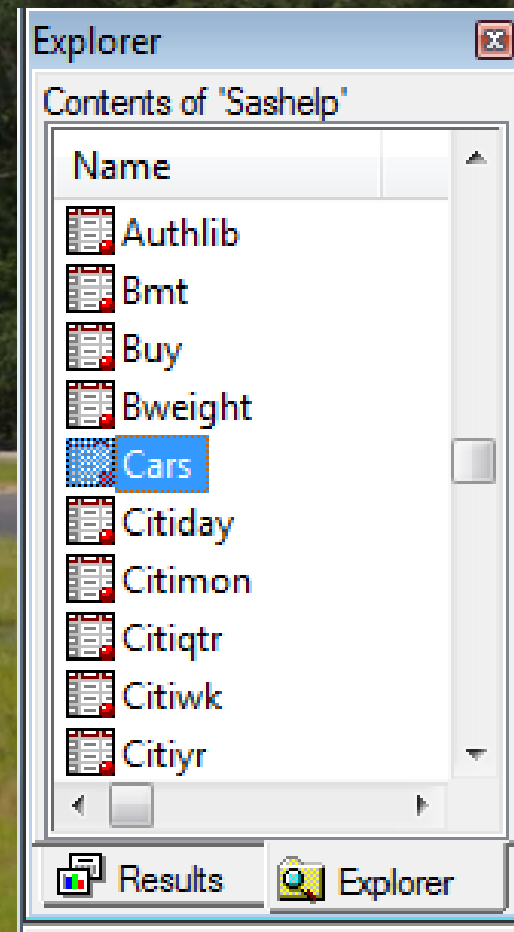 Explorer
Contents of 'Sashelp'
Name
Authlib
Bmt
Buy
Bweight
Cars
Citiday
Citimon
Citiqtr
Citiwk
Citiyr
Results
Explorer